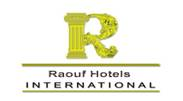 R
Raouf Hotels
INTERNATIONAL